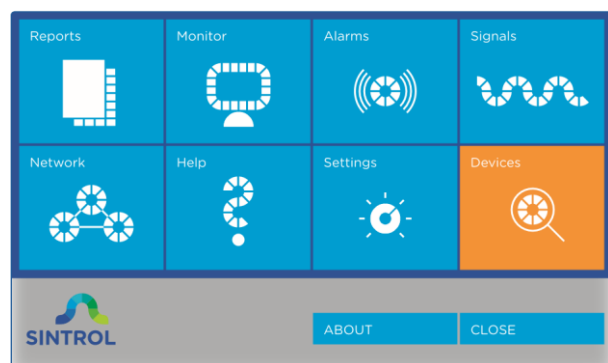 Reports
Monitor
Alarms
Signals
Network
Help
Settings
Devices
SINTROL
ABOUT
CLOSE